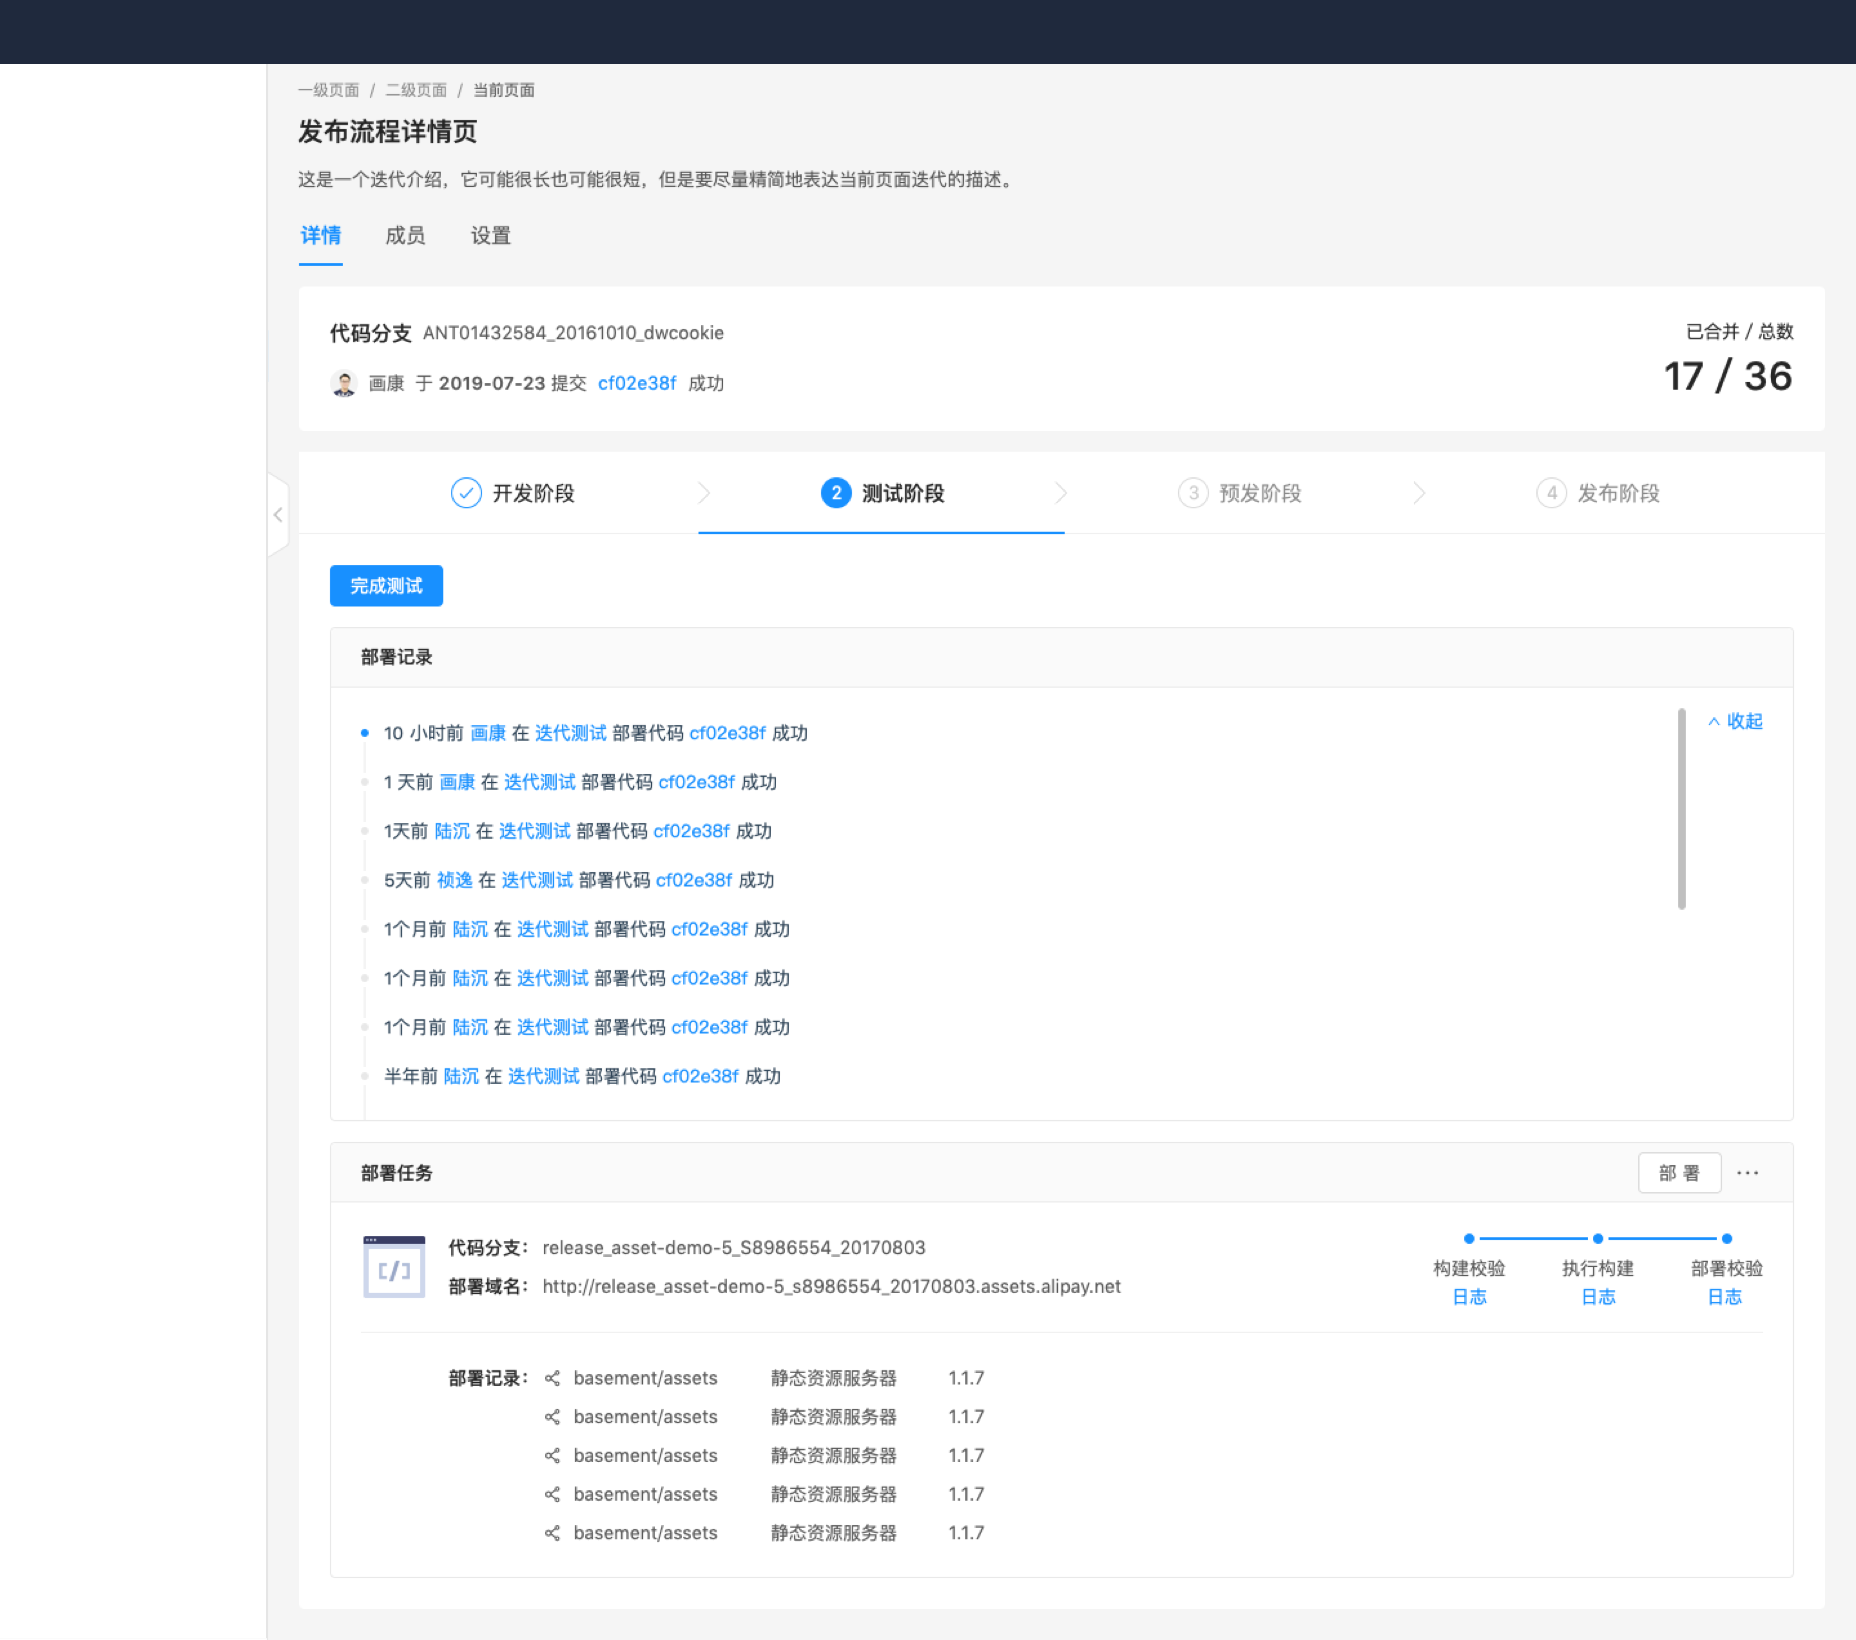 一级页面 / 二级页面 / 当前页面
发布流程详情页
这是一个迭代介绍，它可能很长也可能很短，但是要尽量精简地表达当前页面迭代的描述。
详情 成员 设置
代码分支 ANT01432584_20161010_dwcookie
已合并 / 总数
画康 于 2019-07-23 提交 cf02e38f 成功
17 / 36
开发阶段 2 测试阶段 3 预发阶段 4 发布阶段
完成测试
部署记录
收起
10 小时前 画康 在 迭代测试 部署代码 cf02e38f 成功
1 天前 画康 在 迭代测试 部署代码 cf02e38f 成功
1天前 陆沉 在 迭代测试 部署代码 cf02e38f 成功
5天前 祯逸 在 迭代测试 部署代码 cf02e38f 成功
1个月前 陆沉 在 迭代测试 部署代码 cf02e38f 成功
1个月前 陆沉 在 迭代测试 部署代码 cf02e38f 成功
1个月前 陆沉 在 迭代测试 部署代码 cf02e38f 成功
半年前 陆沉 在 迭代测试 部署代码 cf02e38f 成功
部署任务 部 署 ···
代码分支： release_asset-demo-5_S8986554_20170803
部署域名： http://release_asset-demo-5_s8986554_20170803.assets.alipay.net
构建校验 执行构建 部署校验
日志 日志 日志
部署记录： basement/assets 静态资源服务器 1.1.7
basement/assets 静态资源服务器 1.1.7
basement/assets 静态资源服务器 1.1.7
basement/assets 静态资源服务器 1.1.7
basement/assets 静态资源服务器 1.1.7